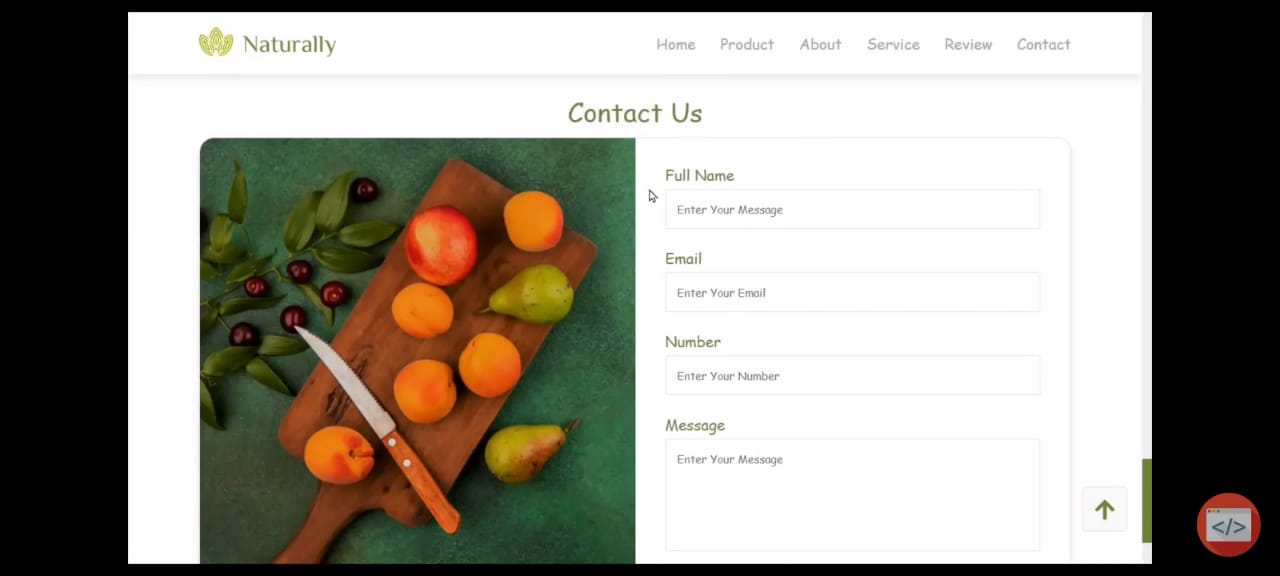 Naturally
Home Product About Service Review Contact
Contact Us
Full Name
Enter Your Message
Email
Enter Your Email
Number
Enter Your Number
Message
Enter Your Message
</>